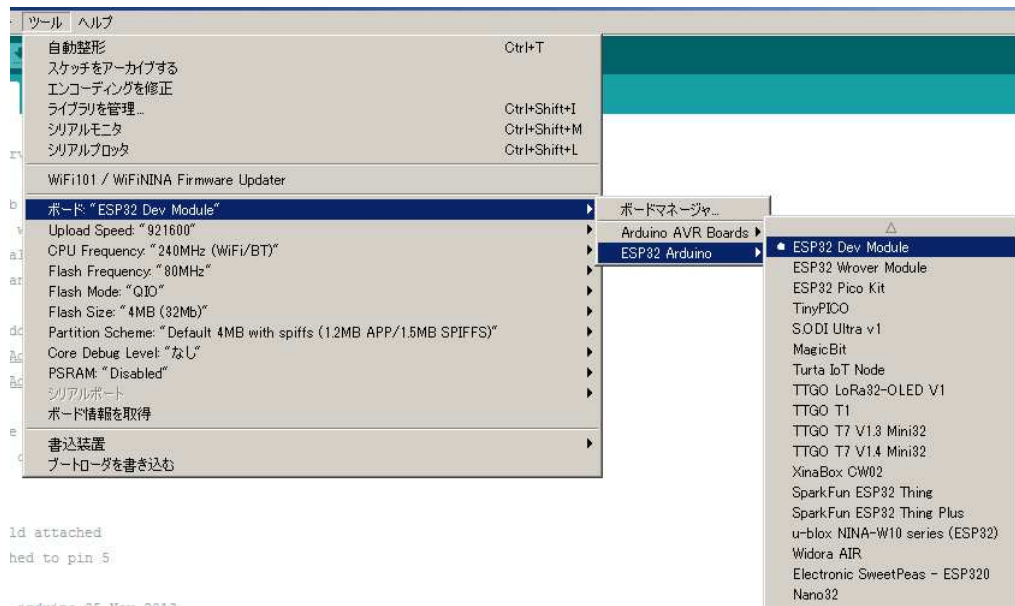 ツール ヘルプ
自動整形 Ctrl+T
スケッチをアーカイブする
エンコーディングを修正
ライブラリを管理... Ctrl+Shift+I
シリアルモニタ Ctrl+Shift+M
シリアルプロッタ Ctrl+Shift+L
WiFi101 / WiFiNINA Firmware Updater
ボード: "ESP32 Dev Module"
Upload Speed: "921600"
CPU Frequency: "240MHz (WiFi/BT)"
Flash Frequency: "80MHz"
Flash Mode: "QIO"
Flash Size: "4MB (32Mb)"
Partition Scheme: "Default 4MB with spiffs (1.2MB APP/1.5MB SPIFFS)"
Core Debug Level: "なし"
PSRAM: "Disabled"
シリアルポート
ボード情報を取得
書込装置
ブートローダを書き込む
ボードマネージャ...
Arduino AVR Boards
ESP32 Arduino
ESP32 Dev Module
ESP32 Wrover Module
ESP32 Pico Kit
TinyPICO
S.ODI Ultra v1
MagicBit
Turta IoT Node
TTGO LoRa32-OLED V1
TTGO T1
TTGO T7 V1.3 Mini32
TTGO T7 V1.4 Mini32
XinaBox CW02
SparkFun ESP32 Thing
SparkFun ESP32 Thing Plus
u-blox NINA-W10 series (ESP32)
Widora AIR
Electronic SweetPeas - ESP320
Nano32
ld attached
hed to pin 5